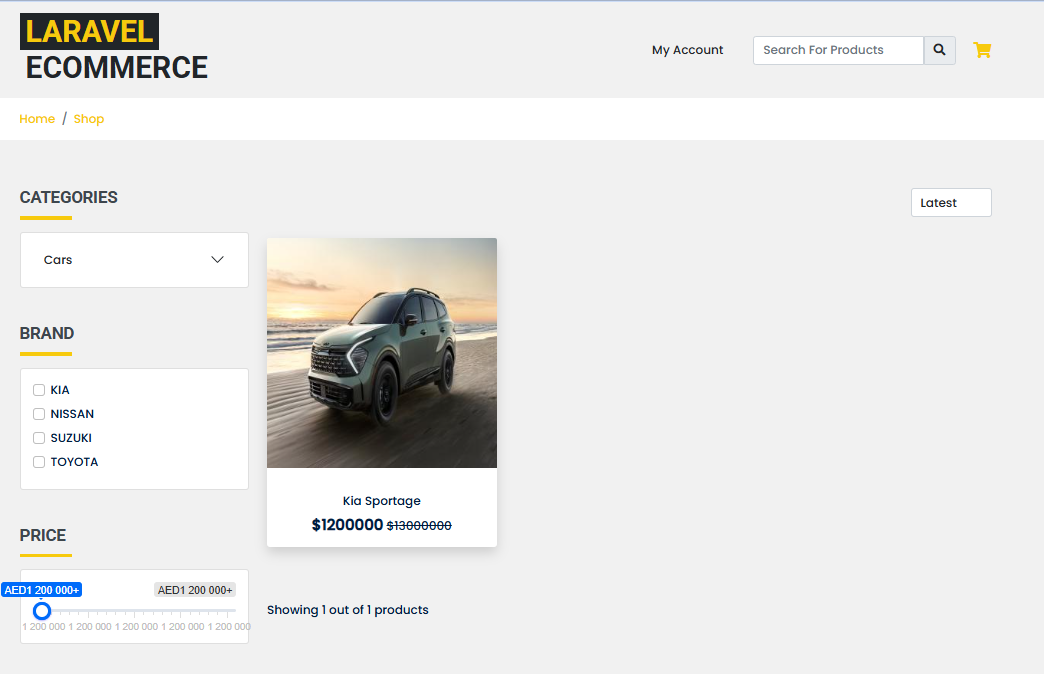 LARAVEL
ECOMMERCE
My Account
Search For Products
Home / Shop
CATEGORIES
Latest
Cars
BRAND
KIA
NISSAN
SUZUKI
TOYOTA
Kia Sportage
$1200000 $13000000
PRICE
AED1 200 000+ AED1 200 000+
1 200 000 1 200 000 1 200 000 1 200 000 1 200 000
Showing 1 out of 1 products